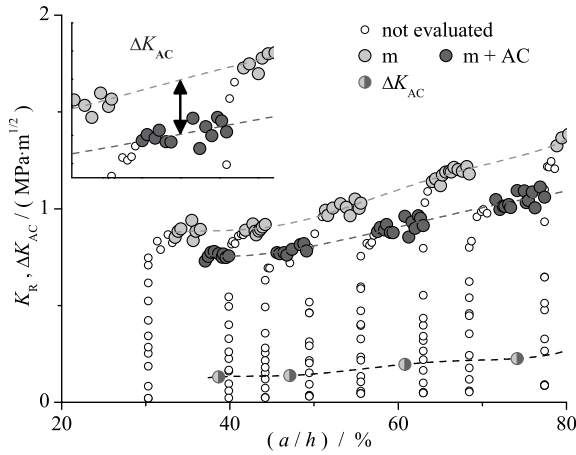 2
1
0
20
40
60
80
K_R , ΔK_AC / (MPa·m^1/2)
(a/h) / %
not evaluated
m
m + AC
ΔK_AC
ΔK_AC